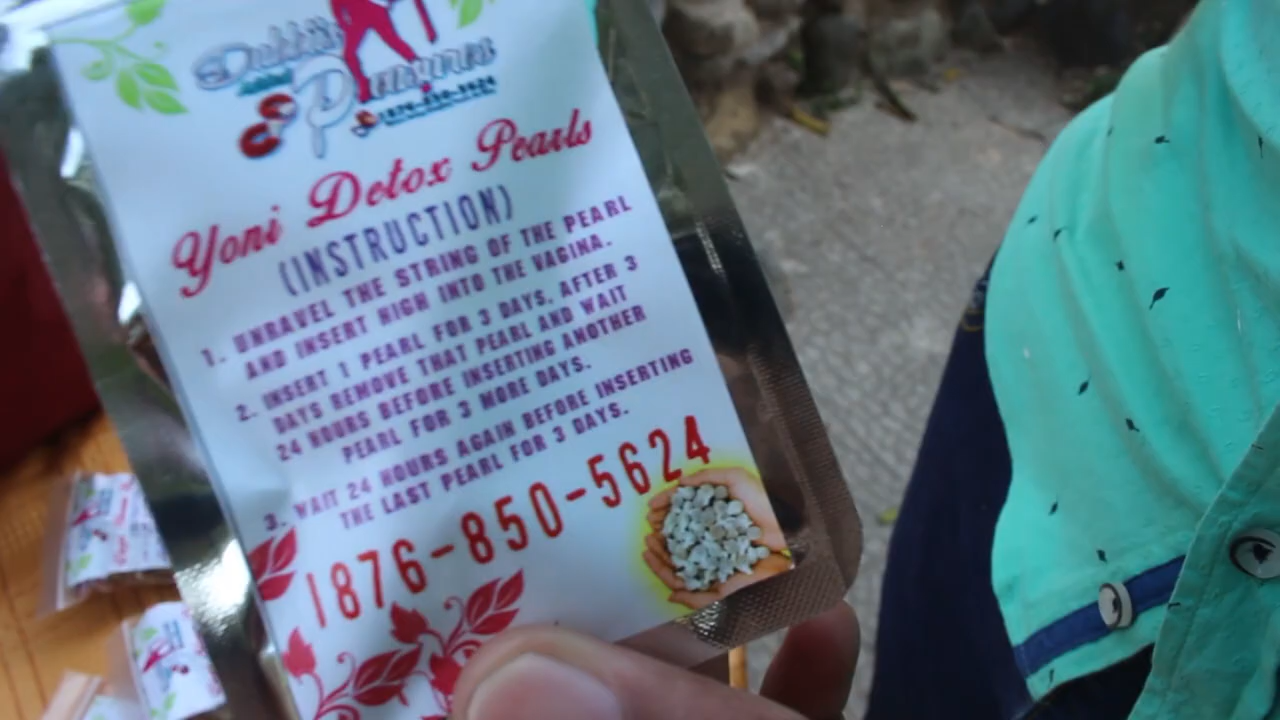 1876-850-5624
Yoni Detox Pearls
(INSTRUCTION)
1. UNRAVEL THE STRING OF THE PEARL
AND INSERT HIGH INTO THE VAGINA.
2. INSERT 1 PEARL FOR 3 DAYS. AFTER 3
DAYS REMOVE THAT PEARL AND WAIT
24 HOURS BEFORE INSERTING ANOTHER
PEARL FOR 3 MORE DAYS.
3. WAIT 24 HOURS AGAIN BEFORE INSERTING
THE LAST PEARL FOR 3 DAYS.
1876-850-5624